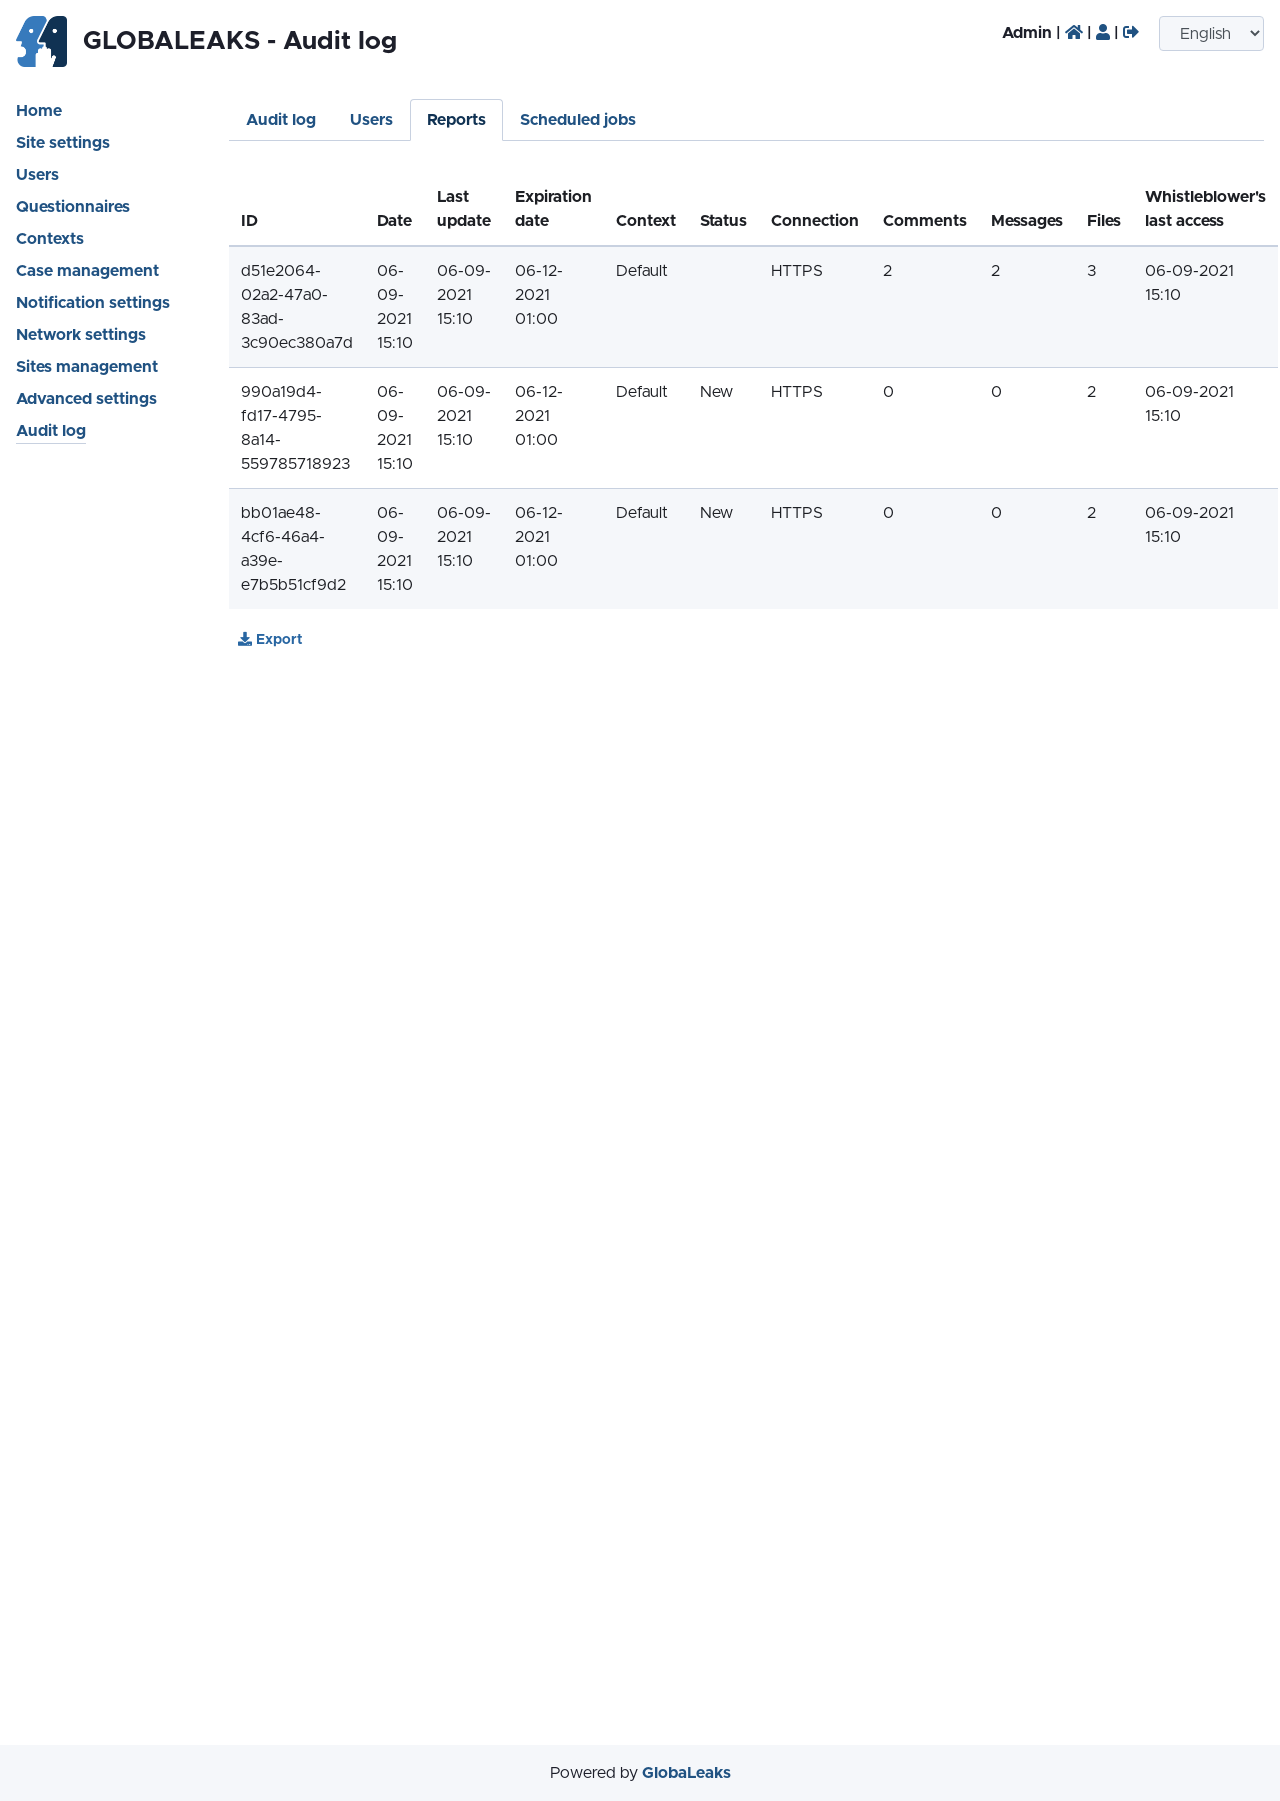 GLOBALEAKS - Audit log
Admin | | |
English
Home
Site settings
Users
Questionnaires
Contexts
Case management
Notification settings
Network settings
Sites management
Advanced settings
Audit log
Audit log Users Reports Scheduled jobs
ID Date Last update Expiration date Context Status Connection Comments Messages Files Whistleblower's last access
d51e2064-02a2-47a0-83ad-3c90ec380a7d 06-09-2021 15:10 06-09-2021 15:10 06-12-2021 01:00 Default HTTPS 2 2 3 06-09-2021 15:10
990a19d4-fd17-4795-8a14-559785718923 06-09-2021 15:10 06-09-2021 15:10 06-12-2021 01:00 Default New HTTPS 0 0 2 06-09-2021 15:10
bb01ae48-4cf6-46a4-a39e-e7b5b51cf9d2 06-09-2021 15:10 06-09-2021 15:10 06-12-2021 01:00 Default New HTTPS 0 0 2 06-09-2021 15:10
Export
Powered by GlobaLeaks